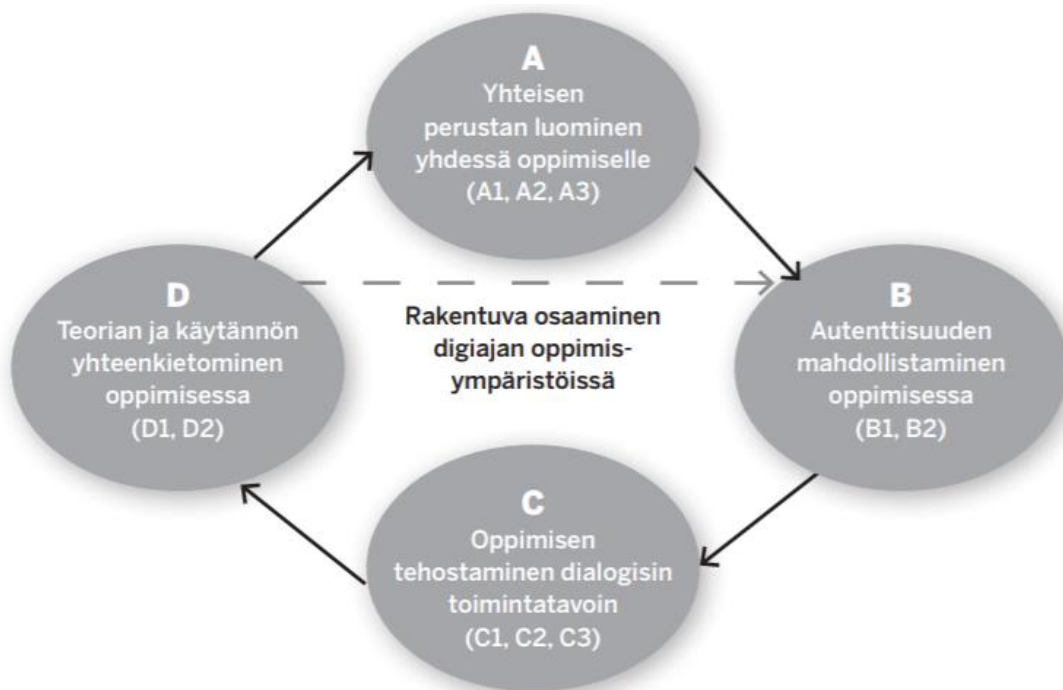 A
Yhteisen
perustan luominen
yhdessä oppimiselle
(A1, A2, A3)
D
Teorian ja käytännön
yhteenkietominen
oppimisessa
(D1, D2)
Rakentuva osaaminen
digiajan oppimis-
ympäristöissä
B
Autenttisuuden
mahdollistaminen
oppimisessa
(B1, B2)
C
Oppimisen
tehostaminen dialogisin
toimintatavoin
(C1, C2, C3)